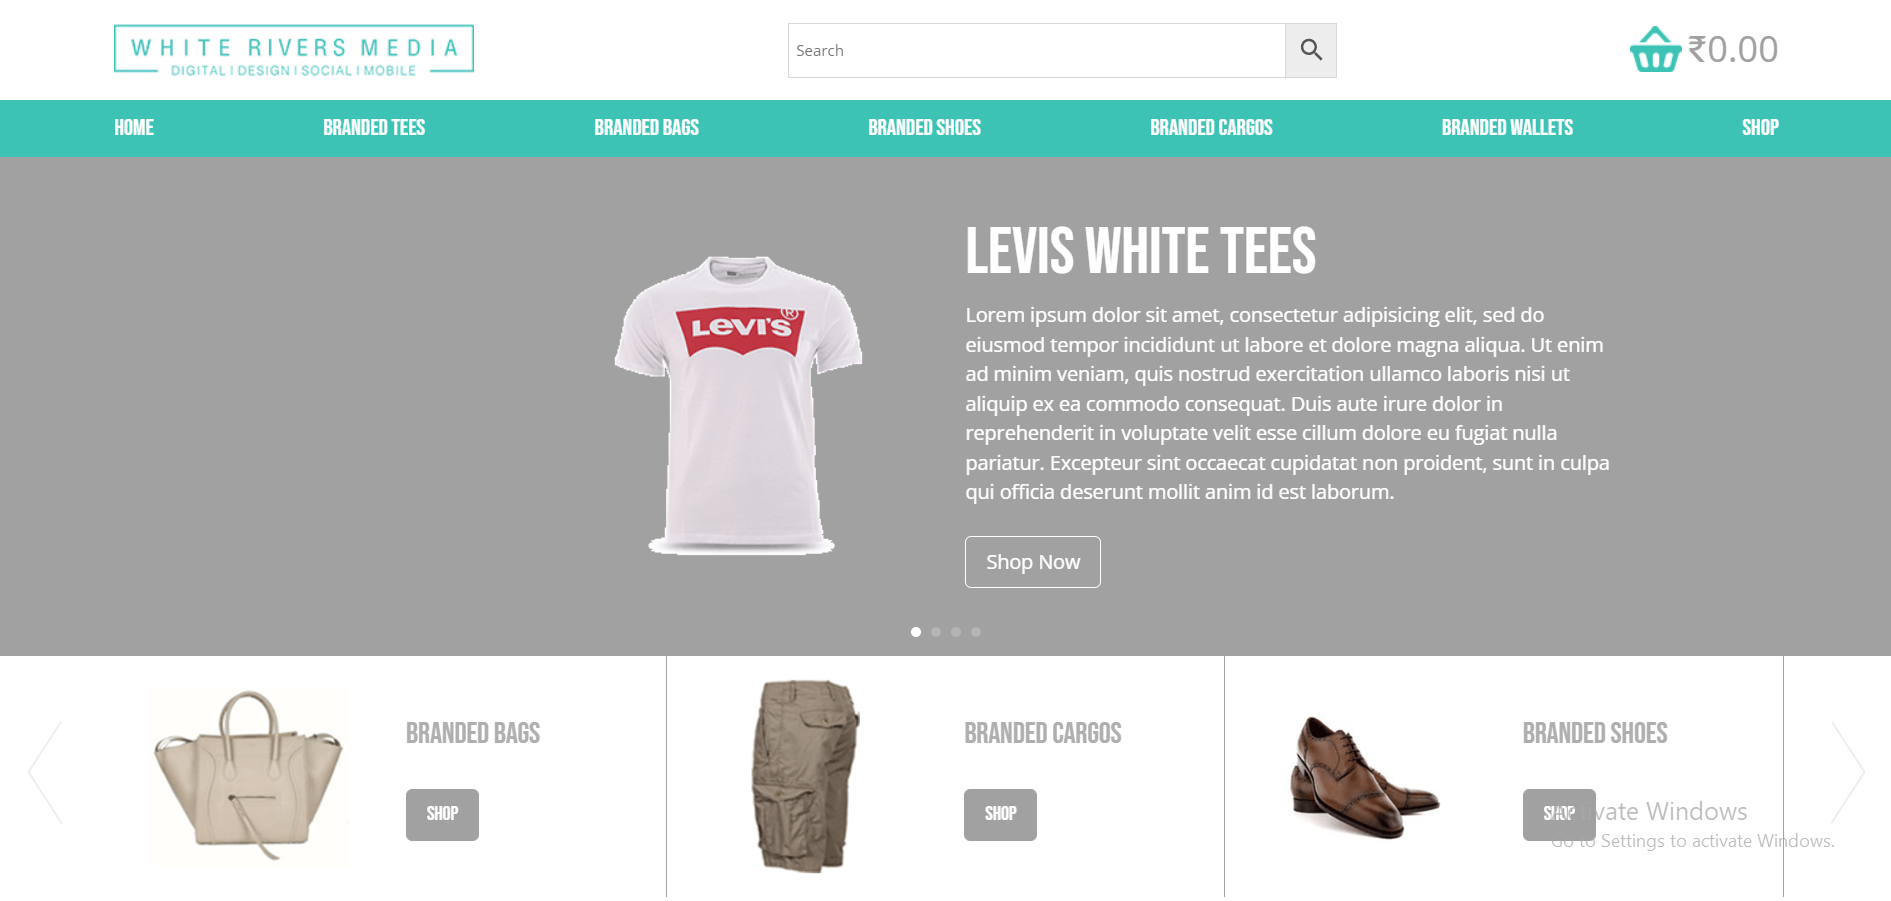 WHITE RIVERS MEDIA
DIGITAL | DESIGN | SOCIAL | MOBILE
Search
₹0.00
HOME
BRANDED TEES
BRANDED BAGS
BRANDED SHOES
BRANDED CARGOS
BRANDED WALLETS
SHOP
LEVIS WHITE TEES
Levi's ®
Lorem ipsum dolor sit amet, consectetur adipisicing elit, sed do
eiusmod tempor incididunt ut labore et dolore magna aliqua. Ut enim
ad minim veniam, quis nostrud exercitation ullamco laboris nisi ut
aliquip ex ea commodo consequat. Duis aute irure dolor in
reprehenderit in voluptate velit esse cillum dolore eu fugiat nulla
pariatur. Excepteur sint occaecat cupidatat non proident, sunt in culpa
qui officia deserunt mollit anim id est laborum.
Shop Now
BRANDED BAGS
SHOP
BRANDED CARGOS
SHOP
BRANDED SHOES
SHOP
Activate Windows
Go to Settings to activate Windows.